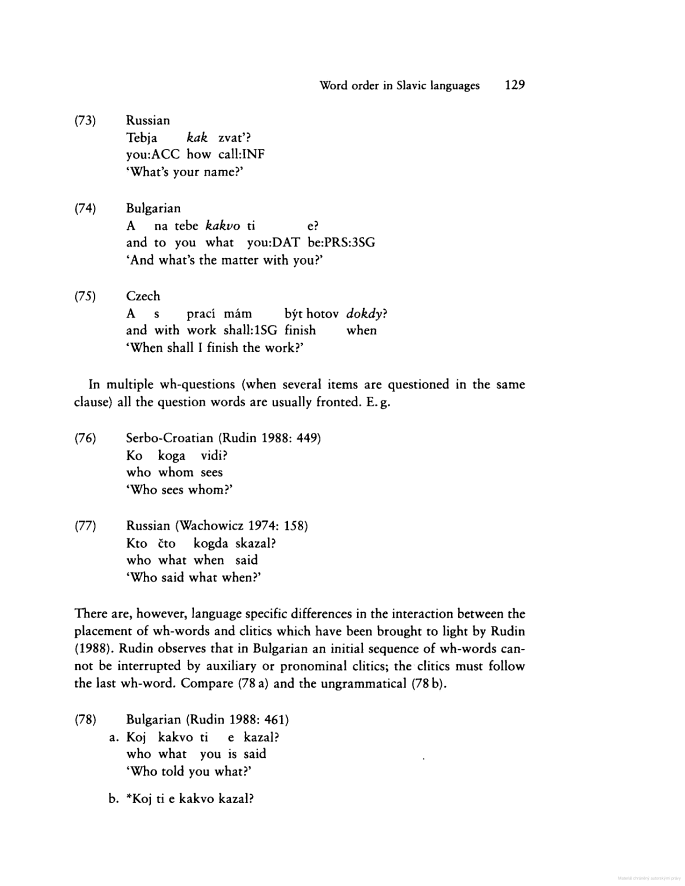 Word order in Slavic languages 129
(73) Russian
Tebja kak zvat'?
you:ACC how call:INF
‘What's your name?’
(74) Bulgarian
A na tebe kakvo ti e?
and to you what you:DAT be:PRS:3SG
‘And what's the matter with you?’
(75) Czech
A s prací mám být hotov dokdy?
and with work shall:1SG finish when
‘When shall I finish the work?’
In multiple wh-questions (when several items are questioned in the same
clause) all the question words are usually fronted. E. g.
(76) Serbo-Croatian (Rudin 1988: 449)
Ko koga vidi?
who whom sees
‘Who sees whom?’
(77) Russian (Wachowicz 1974: 158)
Kto čto kogda skazal?
who what when said
‘Who said what when?’
There are, however, language specific differences in the interaction between the
placement of wh-words and clitics which have been brought to light by Rudin
(1988). Rudin observes that in Bulgarian an initial sequence of wh-words can-
not be interrupted by auxiliary or pronominal clitics; the clitics must follow
the last wh-word. Compare (78 a) and the ungrammatical (78 b).
(78) Bulgarian (Rudin 1988: 461)
a. Koj kakvo ti e kazal?
who what you is said
‘Who told you what?’
b. *Koj ti e kakvo kazal?